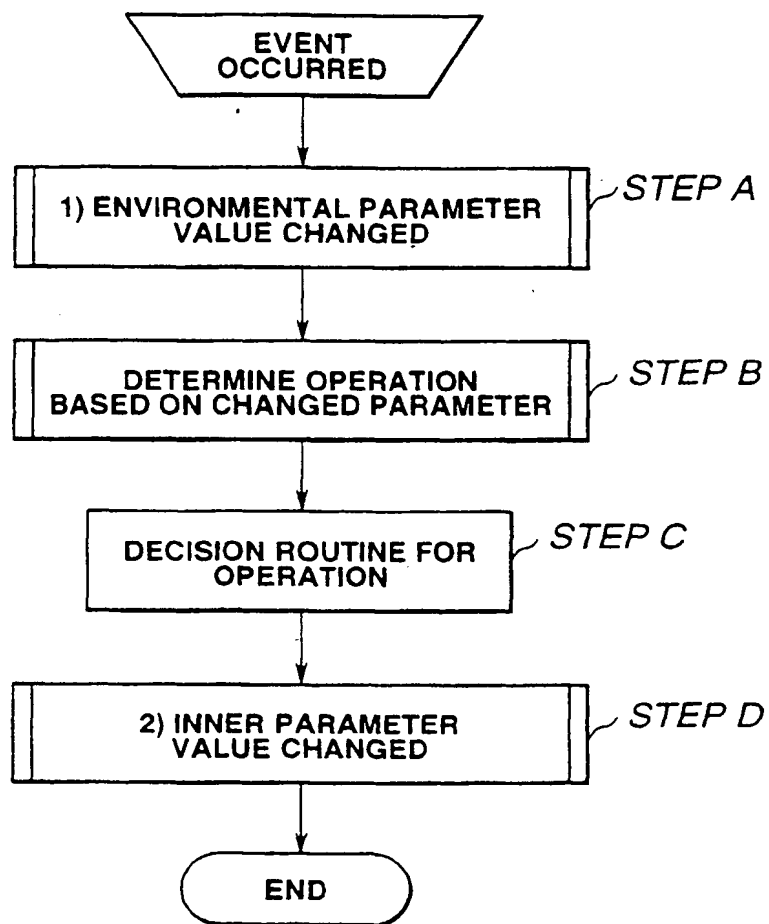 EVENT
OCCURRED
1) ENVIRONMENTAL PARAMETER
VALUE CHANGED
STEP A
DETERMINE OPERATION
BASED ON CHANGED PARAMETER
STEP B
DECISION ROUTINE FOR
OPERATION
STEP C
2) INNER PARAMETER
VALUE CHANGED
STEP D
END